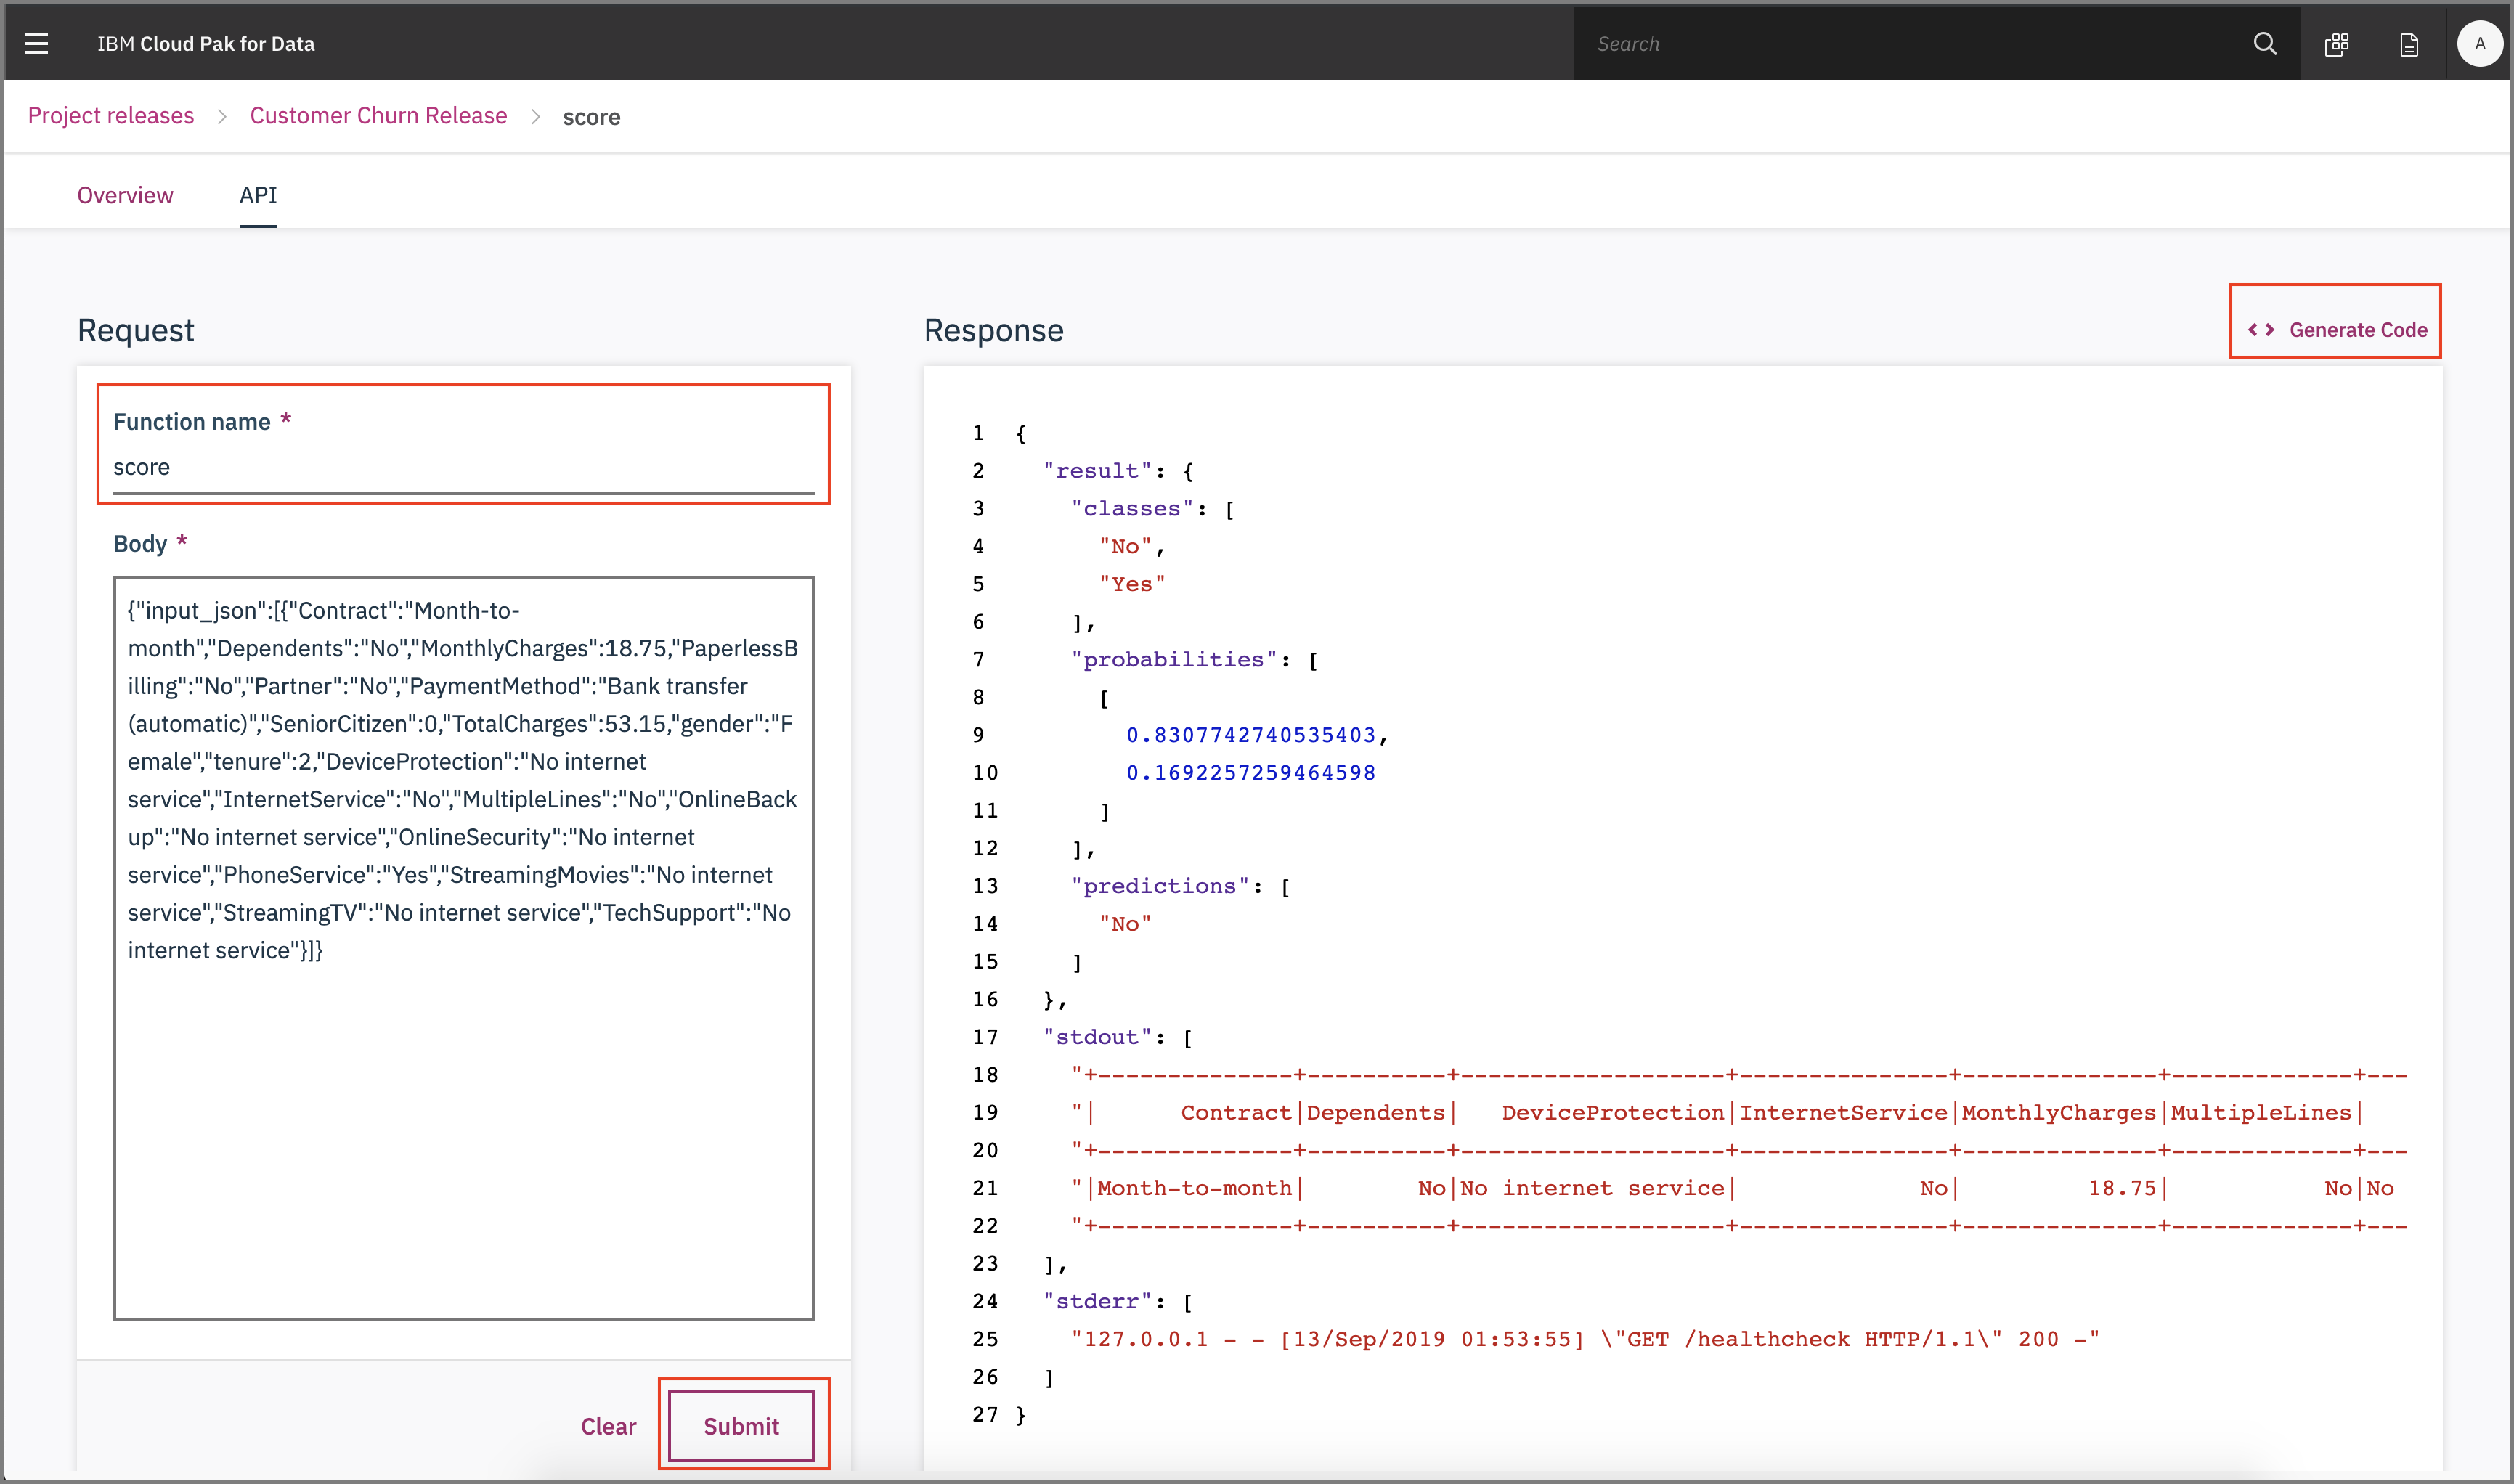 IBM Cloud Pak for Data
Search
A
Project releases > Customer Churn Release > score
Overview API
Request
Function name *
score
Body *
{"input_json":[{"Contract":"Month-to-
month","Dependents":"No","MonthlyCharges":18.75,"PaperlessB
illing":"No","Partner":"No","PaymentMethod":"Bank transfer
(automatic)","SeniorCitizen":0,"TotalCharges":53.15,"gender":"F
emale","tenure":2,"DeviceProtection":"No internet
service","InternetService":"No","MultipleLines":"No","OnlineBack
up":"No internet service","OnlineSecurity":"No internet
service","PhoneService":"Yes","StreamingMovies":"No internet
service","StreamingTV":"No internet service","TechSupport":"No
internet service"}]}
Clear Submit
Response
<> Generate Code
1 {
2 "result": {
3 "classes": [
4 "No",
5 "Yes"
6 ],
7 "probabilities": [
8 [
9 0.8307742740535403,
10 0.1692257259464598
11 ]
12 ],
13 "predictions": [
14 "No"
15 ]
16 },
17 "stdout": [
18 "+--------------+----------+-------------------+---------------+--------------+-------------+---
19 "|      Contract|Dependents|   DeviceProtection|InternetService|MonthlyCharges|MultipleLines|
20 "+--------------+----------+-------------------+---------------+--------------+-------------+---
21 "|Month-to-month|        No|No internet service|             No|         18.75|           No|No
22 "+--------------+----------+-------------------+---------------+--------------+-------------+---
23 ],
24 "stderr": [
25 "127.0.0.1 - - [13/Sep/2019 01:53:55] \"GET /healthcheck HTTP/1.1\" 200 -"
26 ]
27 }